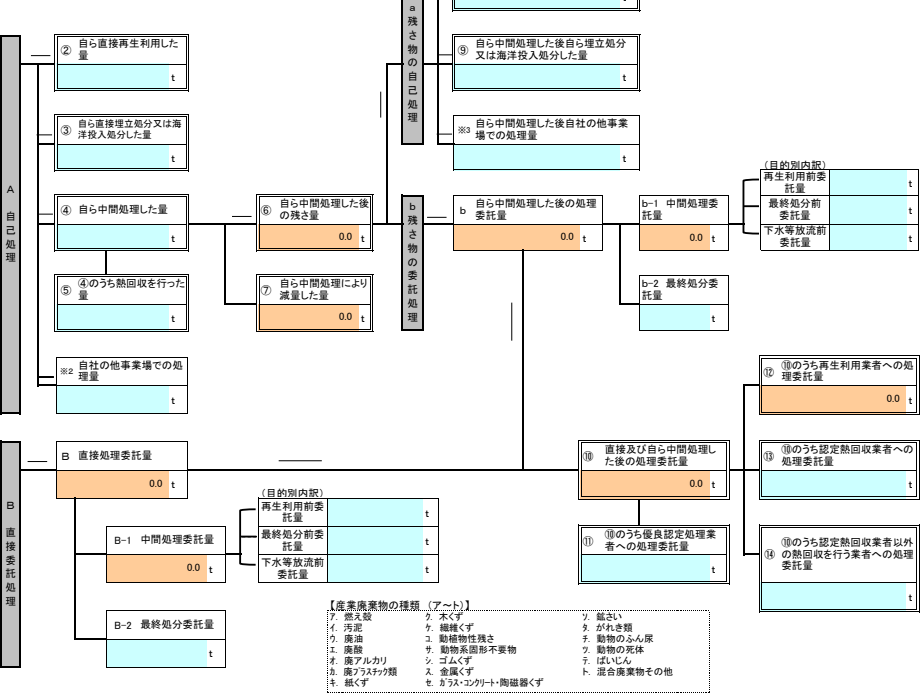 a
残さ物の自己処理
⑨ 自ら中間処理した後自ら埋立処分
又は海洋投入処分した量
t
※3 自ら中間処理した後自社の他事業
場での処理量
t
A
自己処理
② 自ら直接再生利用した
量
t
③ 自ら直接埋立処分又は海
洋投入処分した量
t
④ 自ら中間処理した量
t
⑤ ④のうち熱回収を行った
量
t
※2 自社の他事業場での処
理量
t
⑥ 自ら中間処理した後
の残さ量
0.0 t
⑦ 自ら中間処理により
減量した量
0.0 t
b
残さ物の委託処理
b 自ら中間処理した後の処理
委託量
0.0 t
b-1 中間処理委
託量
0.0 t
b-2 最終処分委
託量
t
(目的別内訳)
再生利用前委
託量
t
最終処分前
委託量
t
下水等放流前
委託量
t
B
直接委託処理
B 直接処理委託量
0.0 t
B-1 中間処理委託量
0.0 t
B-2 最終処分委託量
t
(目的別内訳)
再生利用前委
託量
t
最終処分前委
託量
t
下水等放流前
委託量
t
⑩ 直接及び自ら中間処理し
た後の処理委託量
0.0 t
⑪ ⑩のうち優良認定処理業
者への処理委託量
t
⑫ ⑩のうち再生利用業者への処
理委託量
0.0 t
⑬ ⑩のうち認定熱回収業者への
処理委託量
t
⑭ ⑩のうち認定熱回収業者以外
の熱回収を行う業者への処理
委託量
t
【産業廃棄物の種類 (ア～ト)】
ア. 燃え殻
イ. 汚泥
ウ. 廃油
エ. 廃酸
オ. 廃アルカリ
カ. 廃プラスチック類
キ. 紙くず
ク. 木くず
ケ. 繊維くず
コ. 動植物性残さ
サ. 動物系固形不要物
シ. ゴムくず
ス. 金属くず
セ. ガラス・コンクリート・陶磁器くず
ソ. 鉱さい
タ. がれき類
チ. 動物のふん尿
ツ. 動物の死体
テ. ばいじん
ト. 混合廃棄物その他